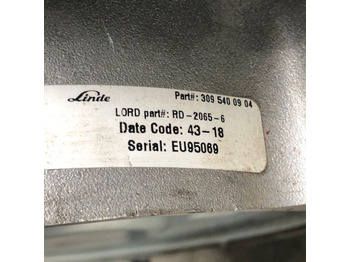 Linde Part#: 309 540 09 04
LORD part#: RD-2065-6
Date Code: 43-18
Serial: EU95069